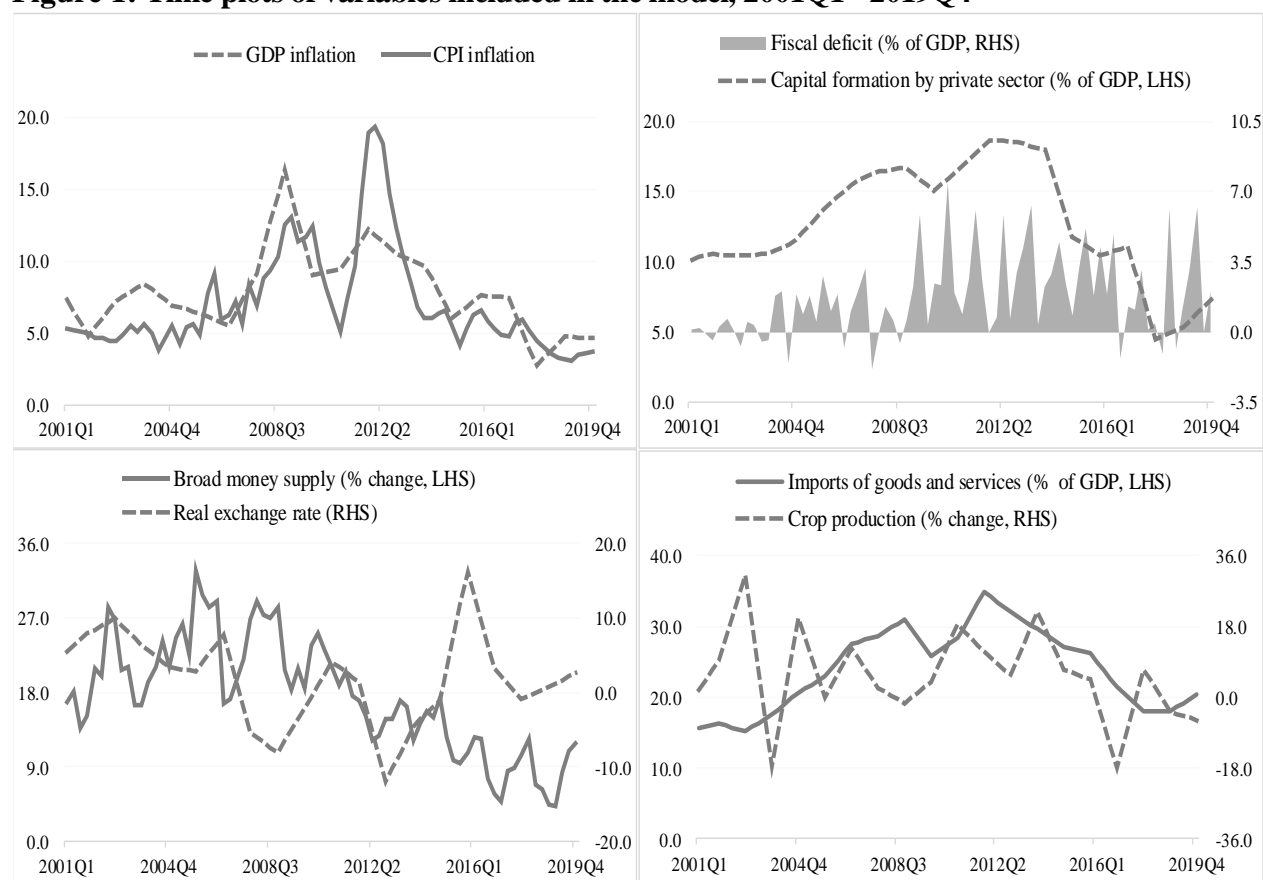 Figure 1. Time plots of variables included in the model, 2001Q1 - 2019Q4
GDP inflation CPI inflation
20.0
15.0
10.0
5.0
0.0
2001Q1 2004Q4 2008Q3 2012Q2 2016Q1 2019Q4
Fiscal deficit (% of GDP, RHS)
Capital formation by private sector (% of GDP, LHS)
20.0 10.5
15.0 7.0
10.0 3.5
5.0 0.0
0.0 -3.5
2001Q1 2004Q4 2008Q3 2012Q2 2016Q1 2019Q4
Broad money supply (% change, LHS)
Real exchange rate (RHS)
36.0 20.0
27.0 10.0
18.0 0.0
9.0 -10.0
0.0 -20.0
2001Q1 2004Q4 2008Q3 2012Q2 2016Q1 2019Q4
Imports of goods and services (% of GDP, LHS)
Crop production (% change, RHS)
40.0 36.0
30.0 18.0
20.0 0.0
10.0 -18.0
0.0 -36.0
2001Q1 2004Q4 2008Q3 2012Q2 2016Q1 2019Q4